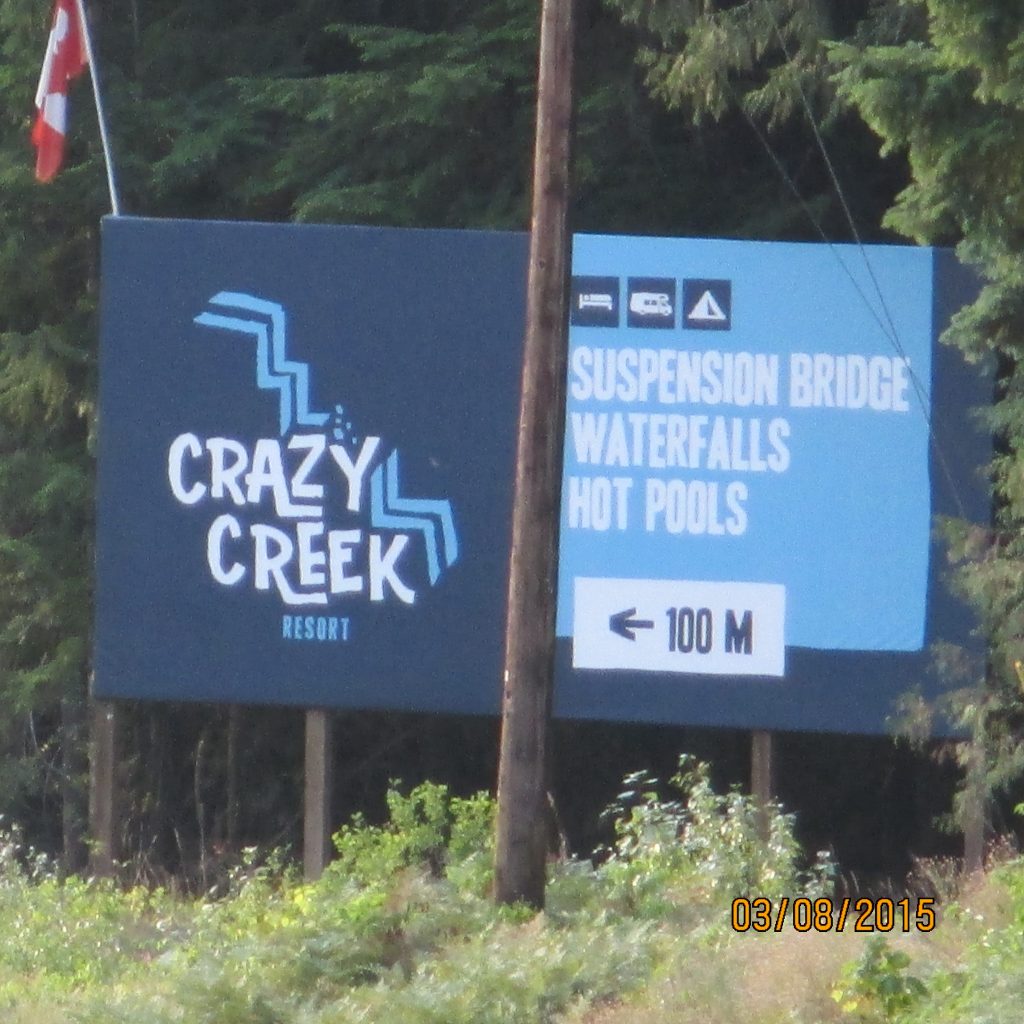 CRAZY
CREEK
RESORT
SUSPENSION BRIDGE
WATERFALLS
HOT POOLS
← 100 M
03/08/2015